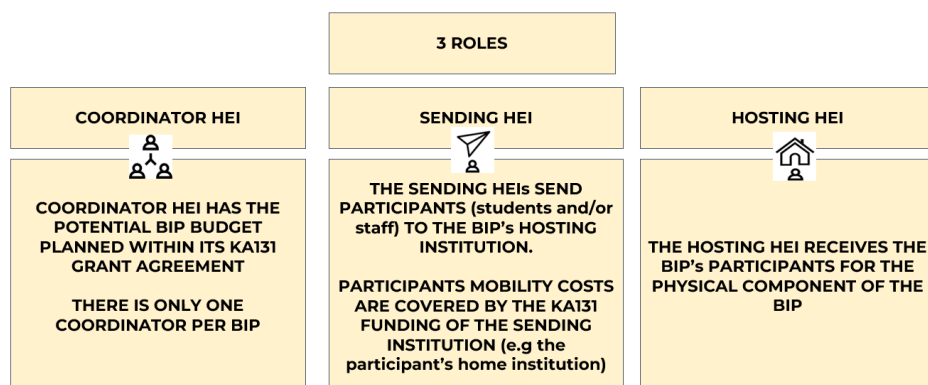 3 ROLES
COORDINATOR HEI
COORDINATOR HEI HAS THE
POTENTIAL BIP BUDGET
PLANNED WITHIN ITS KA131
GRANT AGREEMENT
THERE IS ONLY ONE
COORDINATOR PER BIP
SENDING HEI
THE SENDING HEIs SEND
PARTICIPANTS (students and/or
staff) TO THE BIP’s HOSTING
INSTITUTION.
PARTICIPANTS MOBILITY COSTS
ARE COVERED BY THE KA131
FUNDING OF THE SENDING
INSTITUTION (e.g the
participant’s home institution)
HOSTING HEI
THE HOSTING HEI RECEIVES THE
BIP’s PARTICIPANTS FOR THE
PHYSICAL COMPONENT OF THE
BIP